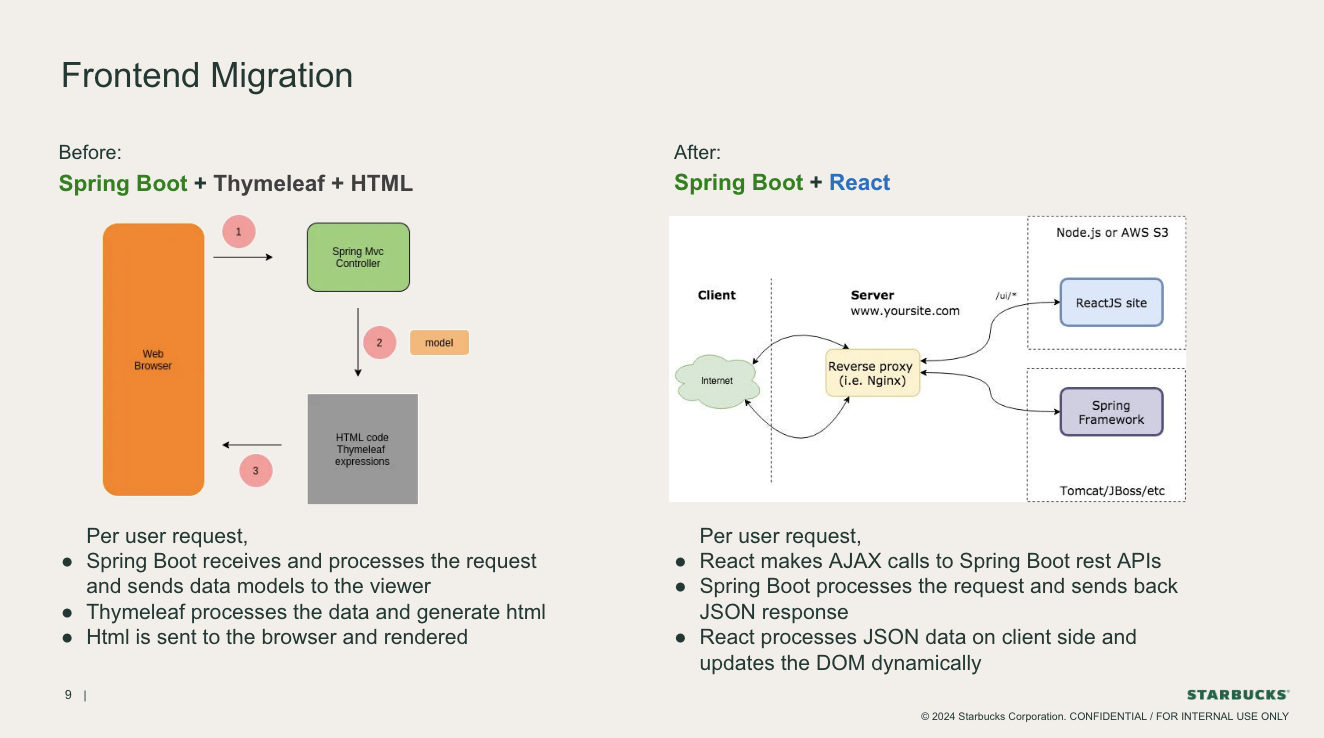 Frontend Migration
Before:
Spring Boot + Thymeleaf + HTML
1
Spring Mvc
Controller
Web
Browser
2
model
HTML code
Thymeleaf
expressions
3
Per user request,
● Spring Boot receives and processes the request
and sends data models to the viewer
● Thymeleaf processes the data and generate html
● Html is sent to the browser and rendered
After:
Spring Boot + React
Node.js or AWS S3
Client
Server
www.yoursite.com
/ui/*
ReactJS site
Internet
Reverse proxy
(i.e. Nginx)
Spring
Framework
Tomcat/JBoss/etc
Per user request,
● React makes AJAX calls to Spring Boot rest APIs
● Spring Boot processes the request and sends back
JSON response
● React processes JSON data on client side and
updates the DOM dynamically
9 |
STARBUCKS
© 2024 Starbucks Corporation. CONFIDENTIAL / FOR INTERNAL USE ONLY